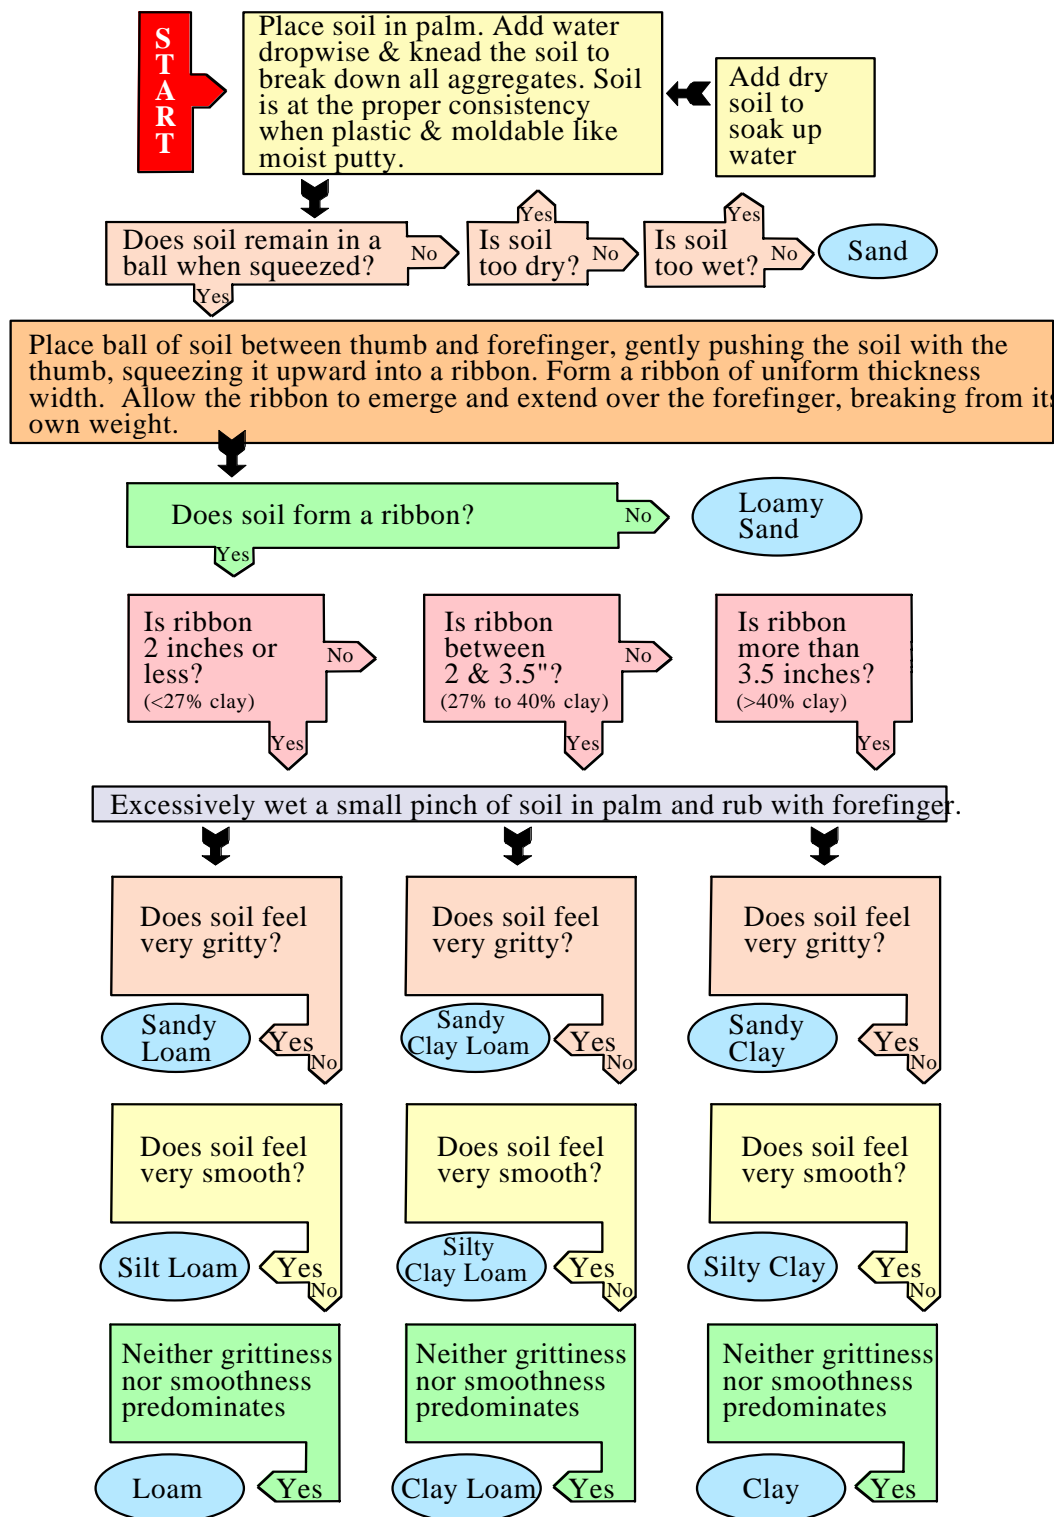 START
Place soil in palm. Add water
dropwise & knead the soil to
break down all aggregates. Soil
is at the proper consistency
when plastic & moldable like
moist putty.
Add dry
soil to
soak up
water
Does soil remain in a
ball when squeezed?
No
Yes
Is soil
too dry?
Yes
No
Is soil
too wet?
Yes
No
Sand
Place ball of soil between thumb and forefinger, gently pushing the soil with the
thumb, squeezing it upward into a ribbon. Form a ribbon of uniform thickness
width. Allow the ribbon to emerge and extend over the forefinger, breaking from its
own weight.
Does soil form a ribbon?
No
Yes
Loamy
Sand
Is ribbon
2 inches or
less?
(<27% clay)
No
Yes
Is ribbon
between
2 & 3.5"?
(27% to 40% clay)
No
Yes
Is ribbon
more than
3.5 inches?
(>40% clay)
Yes
Excessively wet a small pinch of soil in palm and rub with forefinger.
Does soil feel
very gritty?
Yes
No
Sandy
Loam
Does soil feel
very gritty?
Yes
No
Sandy
Clay Loam
Does soil feel
very gritty?
Yes
No
Sandy
Clay
Does soil feel
very smooth?
Yes
No
Silt Loam
Does soil feel
very smooth?
Yes
No
Silty
Clay Loam
Does soil feel
very smooth?
Yes
No
Silty Clay
Neither grittiness
nor smoothness
predominates
Yes
Loam
Neither grittiness
nor smoothness
predominates
Yes
Clay Loam
Neither grittiness
nor smoothness
predominates
Yes
Clay